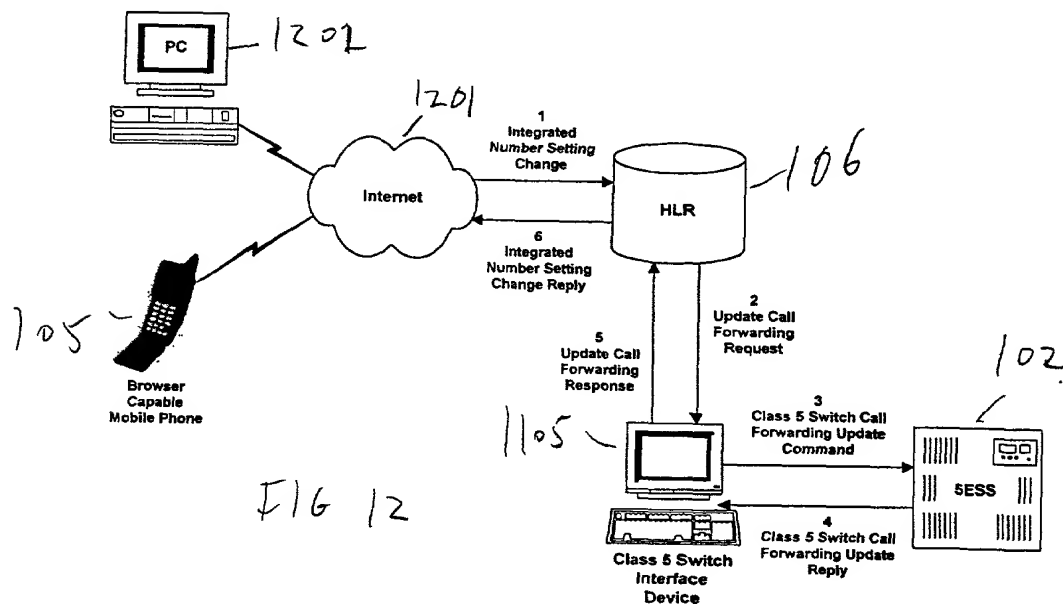 PC
1202
1201
1
Integrated
Number Setting
Change
Internet
HLR
106
6
Integrated
Number Setting
Change Reply
105
Browser
Capable
Mobile Phone
5
Update Call
Forwarding
Response
2
Update Call
Forwarding
Request
102
1105
3
Class 5 Switch Call
Forwarding Update
Command
5ESS
FIG 12
4
Class 5 Switch Call
Forwarding Update
Reply
Class 5 Switch
Interface
Device